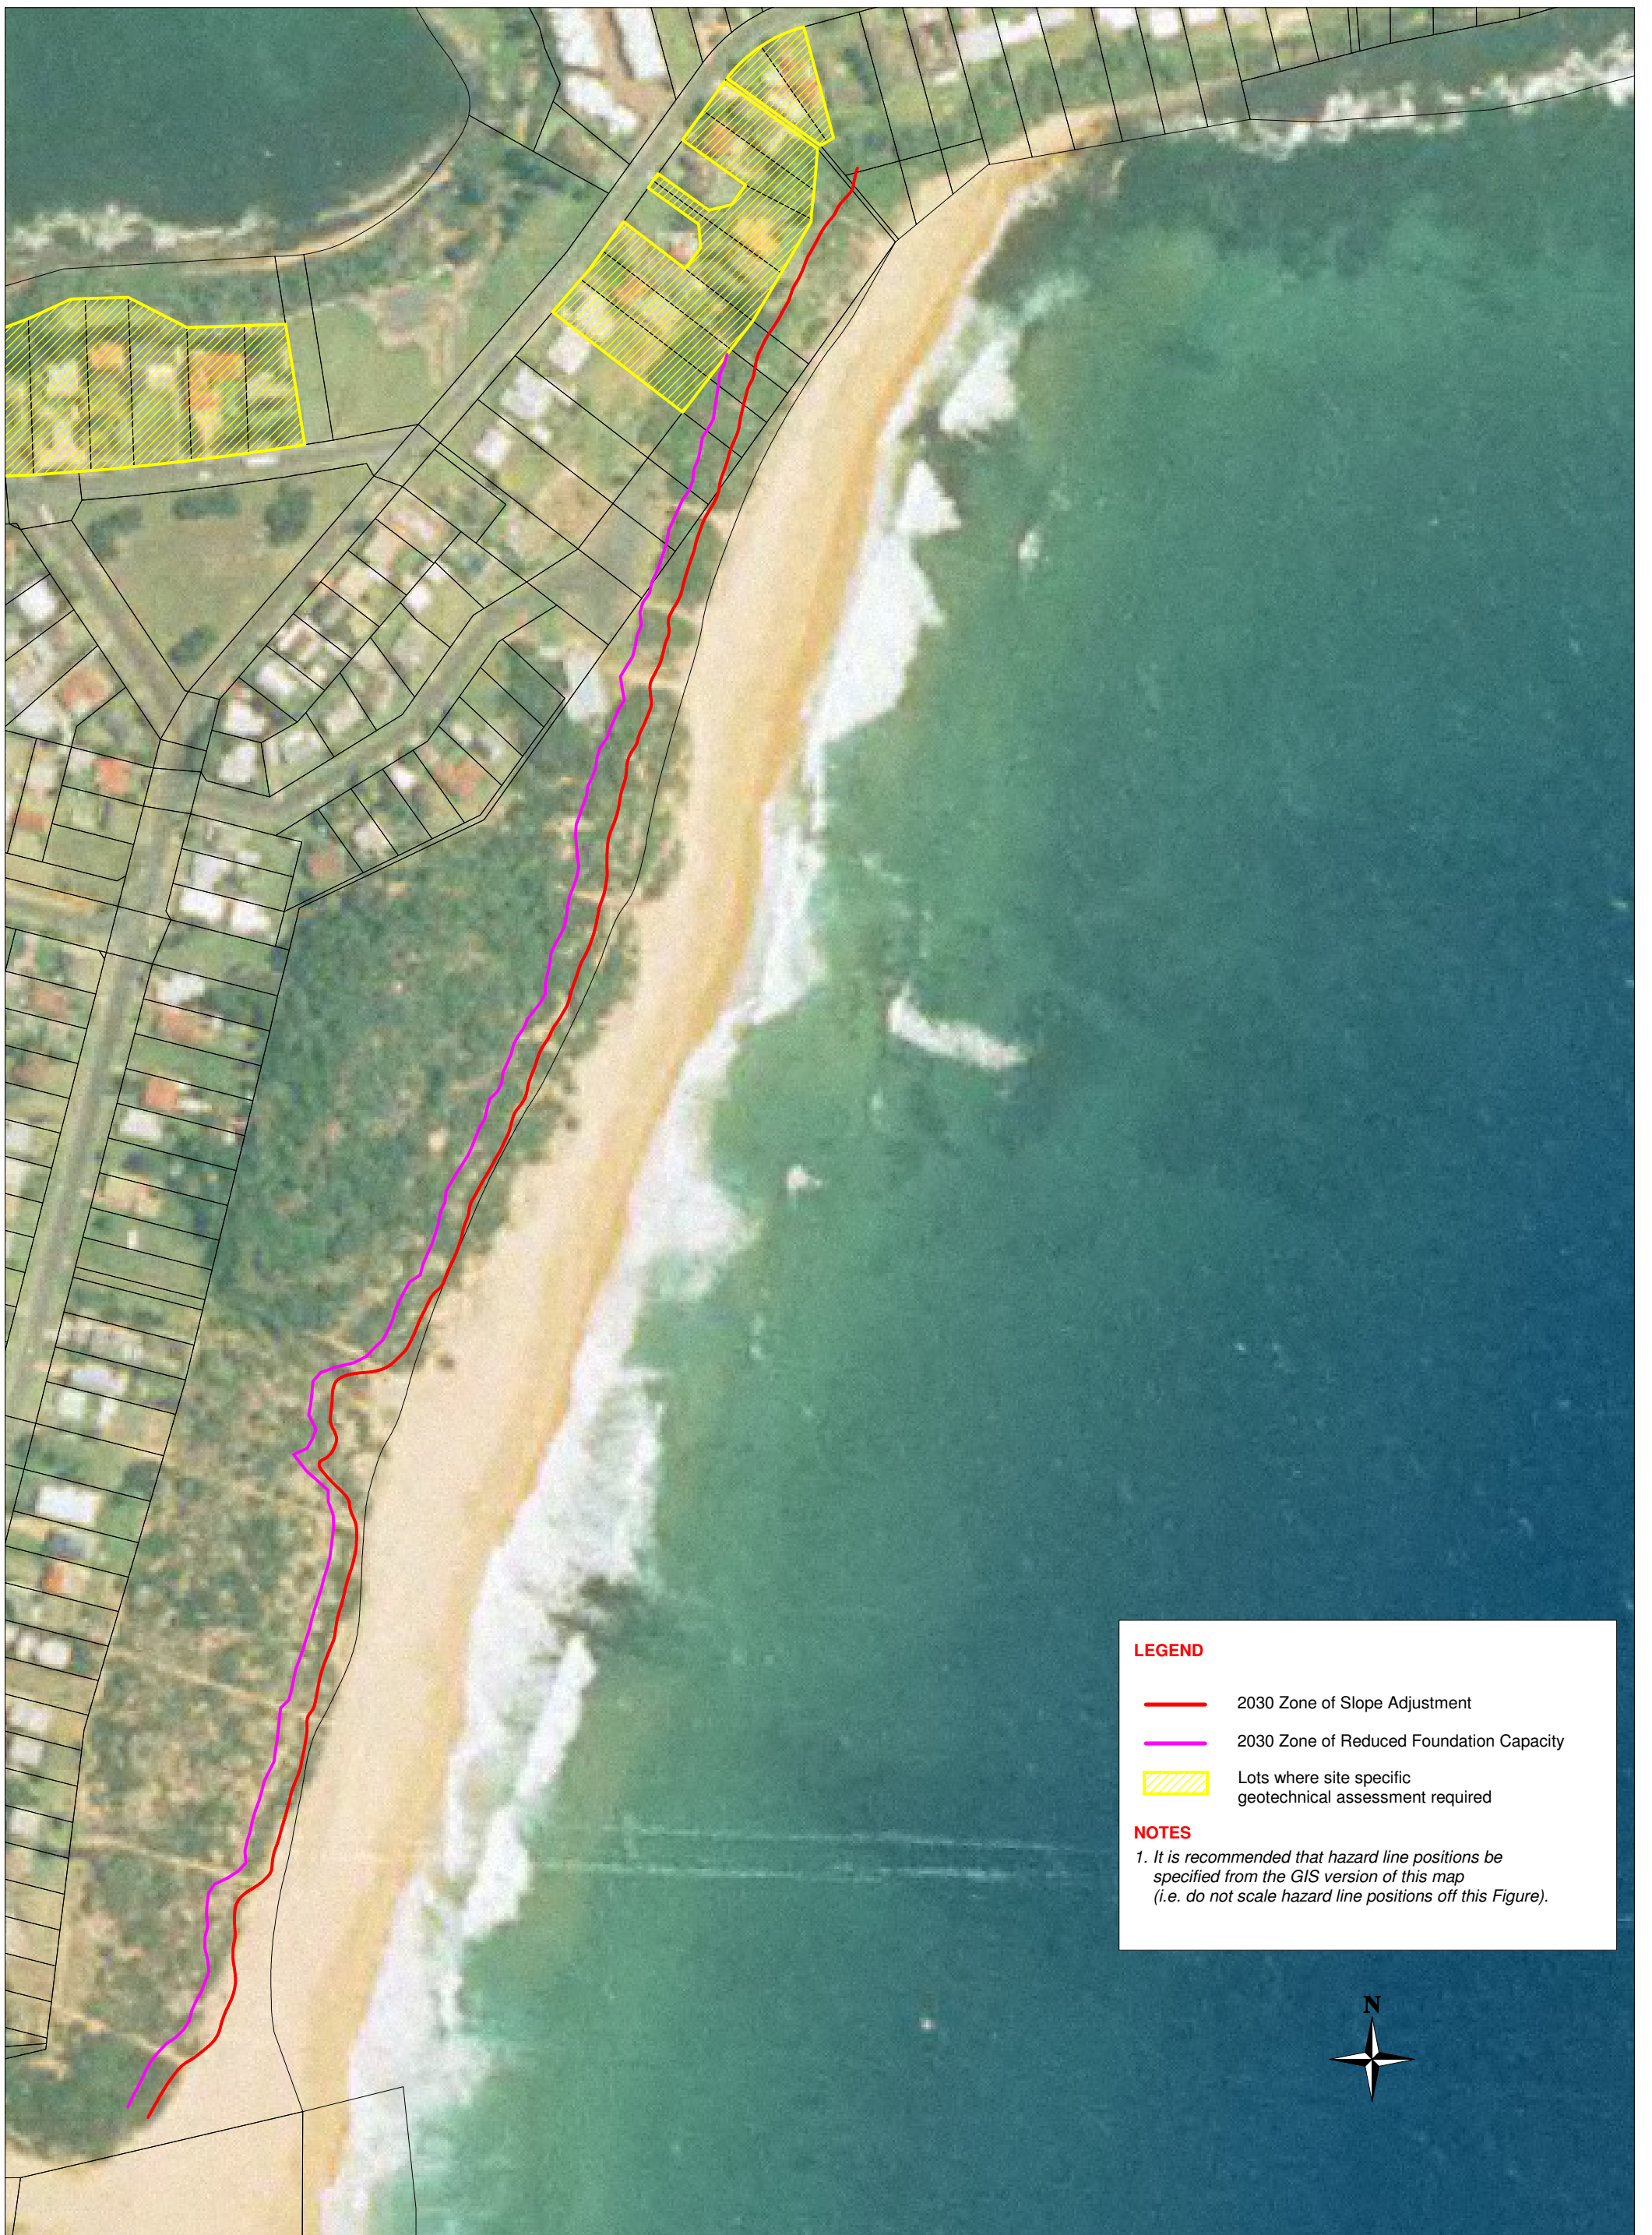 LEGEND
2030 Zone of Slope Adjustment
2030 Zone of Reduced Foundation Capacity
Lots where site specific
geotechnical assessment required
NOTES
1. It is recommended that hazard line positions be
specified from the GIS version of this map
(i.e. do not scale hazard line positions off this Figure).
N